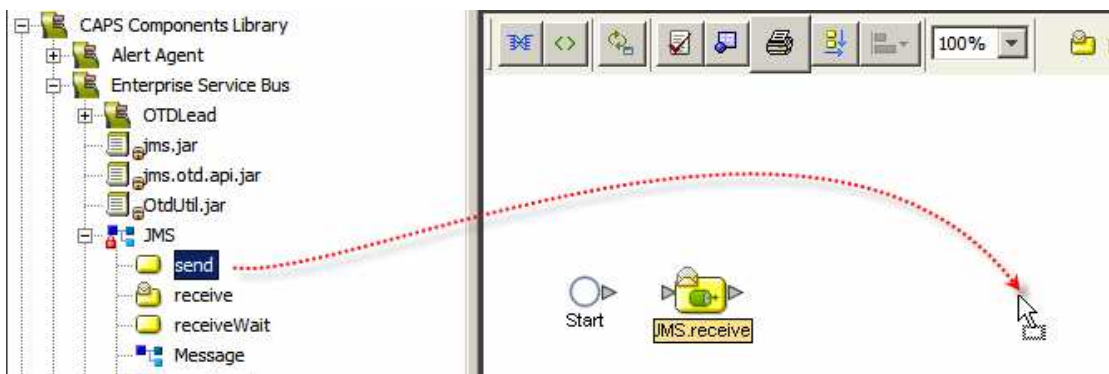 CAPS Components Library
Alert Agent
Enterprise Service Bus
OTDLead
jms.jar
jms.otd.api.jar
OtdUtil.jar
JMS
send
receive
receiveWait
Message
100%
Start
JMS.receive